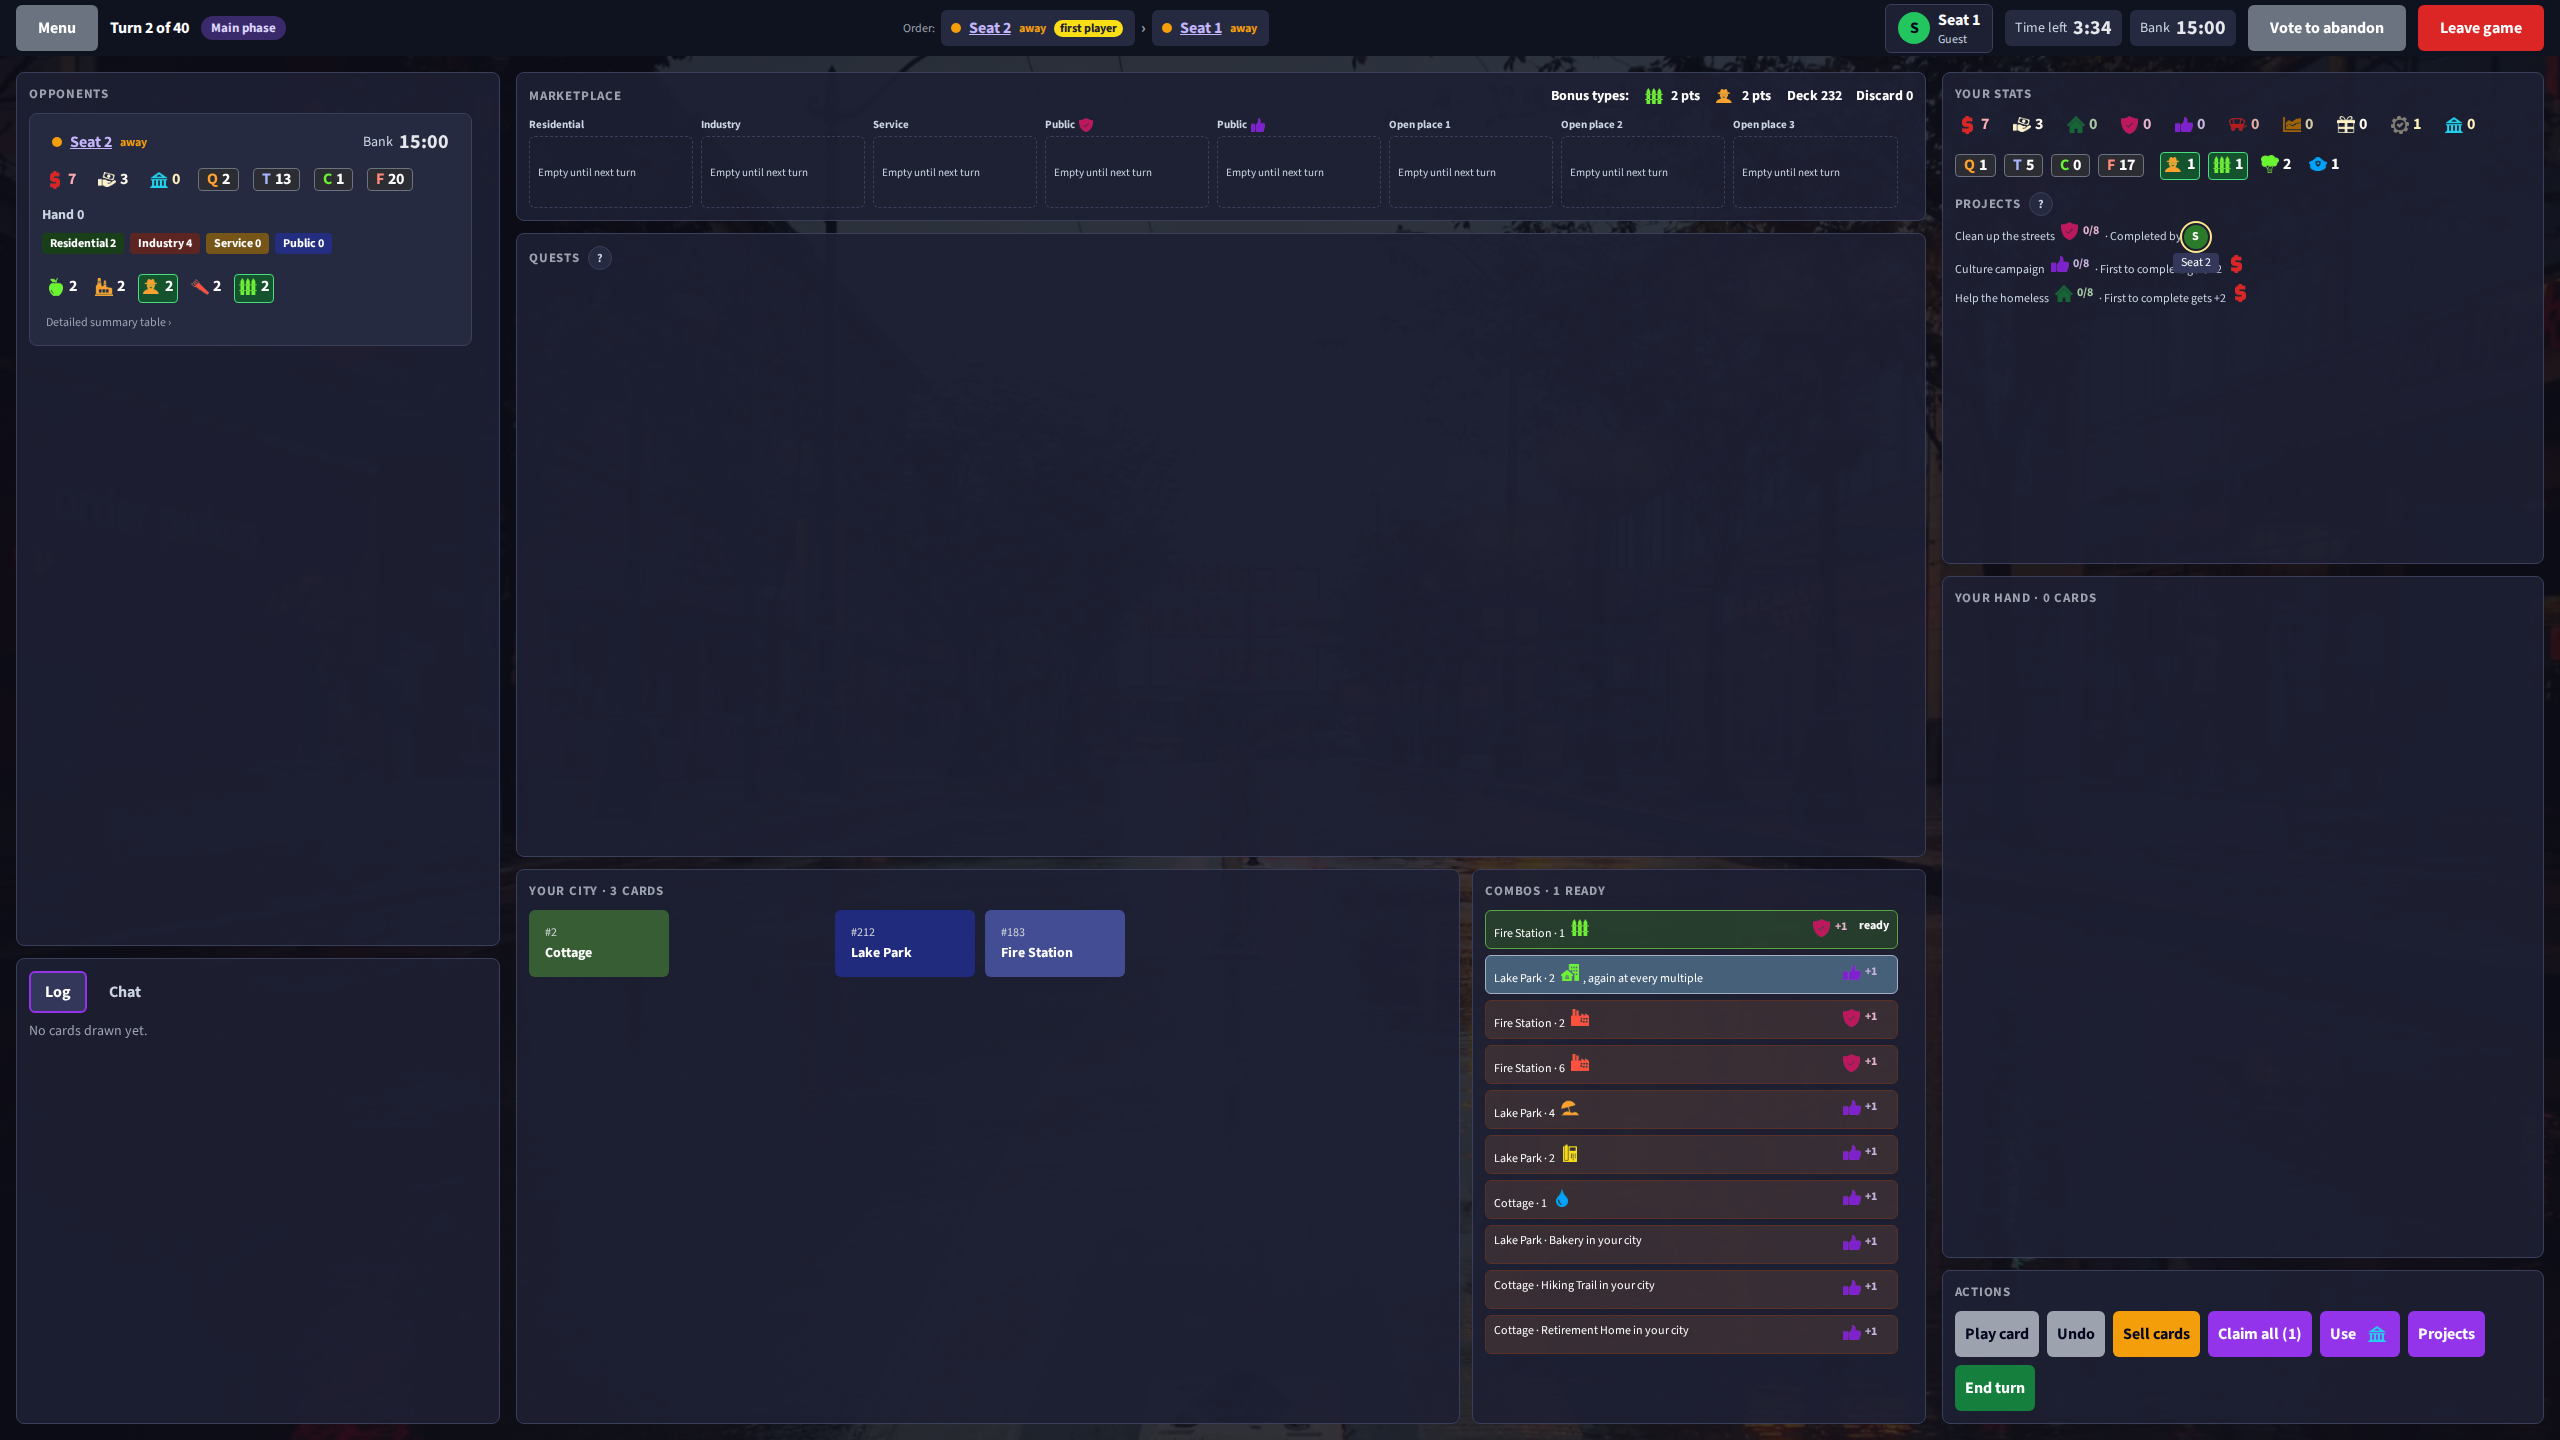 Menu
Turn 2 of 40
Main phase
Order:
Seat 2 away first player
›
Seat 1 away
S
Seat 1
Guest
Time left 3:34
Bank 15:00
Vote to abandon
Leave game
OPPONENTS
Seat 2 away
Bank 15:00
7 3 0 Q 2 T 13 C 1 F 20
Hand 0
Residential 2 Industry 4 Service 0 Public 0
2 2 2 2 2
Detailed summary table ›
MARKETPLACE
Bonus types: 2 pts 2 pts Deck 232 Discard 0
Residential Industry Service Public Public Open place 1 Open place 2 Open place 3
Empty until next turn Empty until next turn Empty until next turn Empty until next turn Empty until next turn Empty until next turn Empty until next turn Empty until next turn
QUESTS ?
YOUR STATS
7 3 0 0 0 0 0 0 1 0
Q 1 T 5 C 0 F 17 1 1 2 1
PROJECTS ?
Clean up the streets 0/8 · Completed by S
Seat 2
Culture campaign 0/8 · First to comple 2
Help the homeless 0/8 · First to complete gets +2
YOUR HAND · 0 CARDS
YOUR CITY · 3 CARDS
#2
Cottage
#212
Lake Park
#183
Fire Station
COMBOS · 1 READY
Fire Station · 1 +1 ready
Lake Park · 2 , again at every multiple +1
Fire Station · 2 +1
Fire Station · 6 +1
Lake Park · 4 +1
Lake Park · 2 +1
Cottage · 1 +1
Lake Park · Bakery in your city +1
Cottage · Hiking Trail in your city +1
Cottage · Retirement Home in your city +1
Log
Chat
No cards drawn yet.
ACTIONS
Play card
Undo
Sell cards
Claim all (1)
Use
Projects
End turn